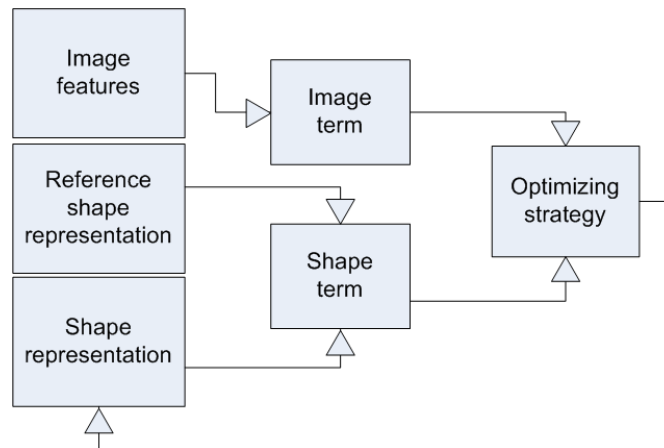 Image
features
Image
term
Reference
shape
representation
Optimizing
strategy
Shape
term
Shape
representation